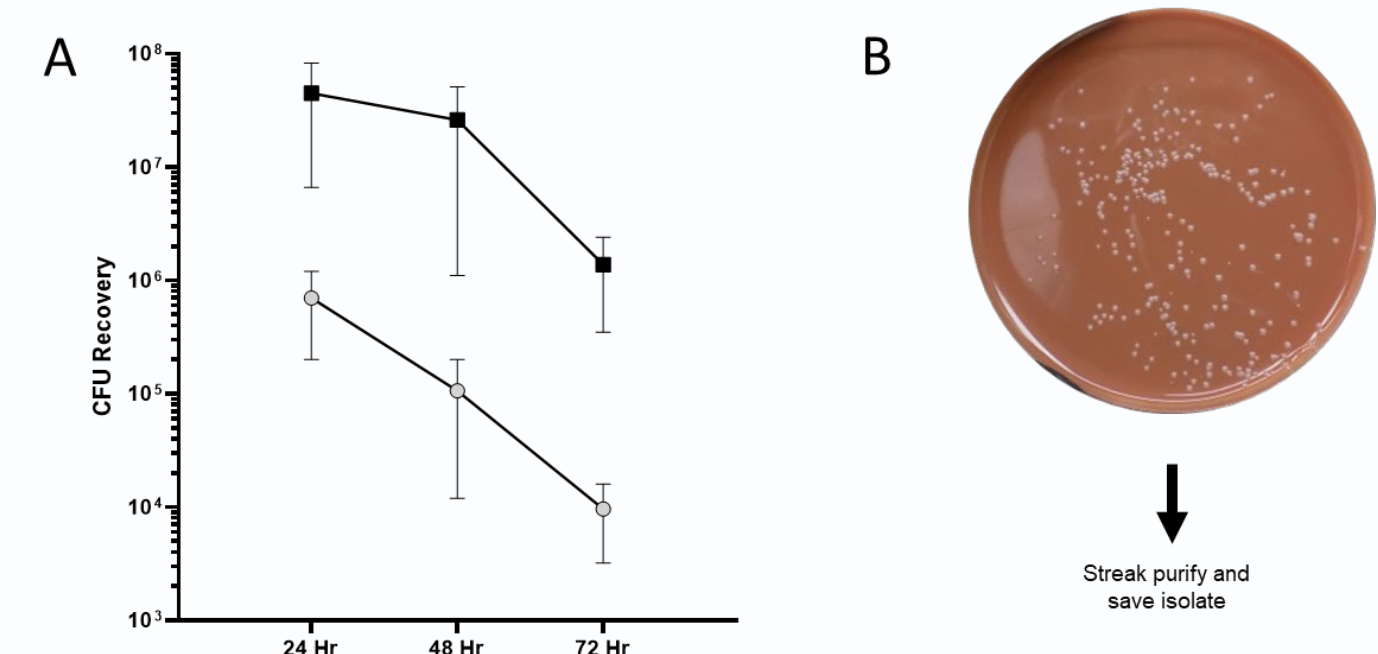 A
10⁸
10⁷
10⁶
10⁵
10⁴
10³
CFU Recovery
24 Hr 48 Hr 72 Hr
B
Streak purify and
save isolate